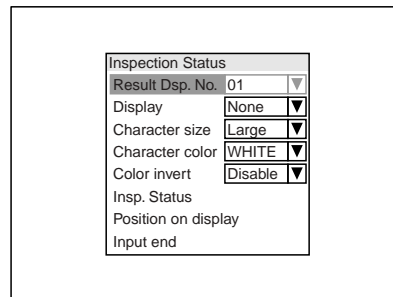 Inspection Status
Result Dsp. No. 01
Display None
Character size Large
Character color WHITE
Color invert Disable
Insp. Status
Position on display
Input end